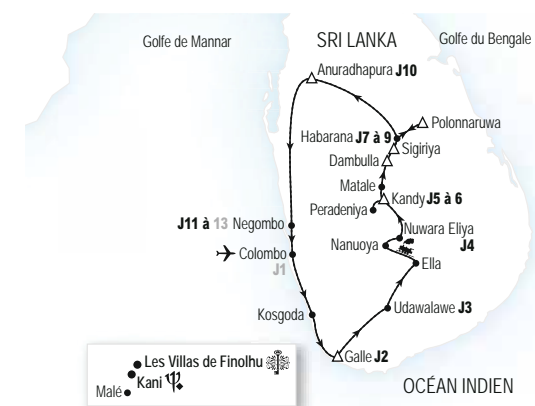 Golfe de Mannar
SRI LANKA
Golfe du Bengale
Anuradhapura J10
Polonnaruwa
Habarana J7 à 9
Sigiriya
Dambulla
Matale
Kandy J5 à 6
Peradeniya
J11 à 13 Negombo
Nuwara Eliya
J4
Nanuoya
Colombo
J1
Ella
Kosgoda
Udawalawe J3
Galle J2
Les Villas de Finolhu
Kani
Malé
OCÉAN INDIEN